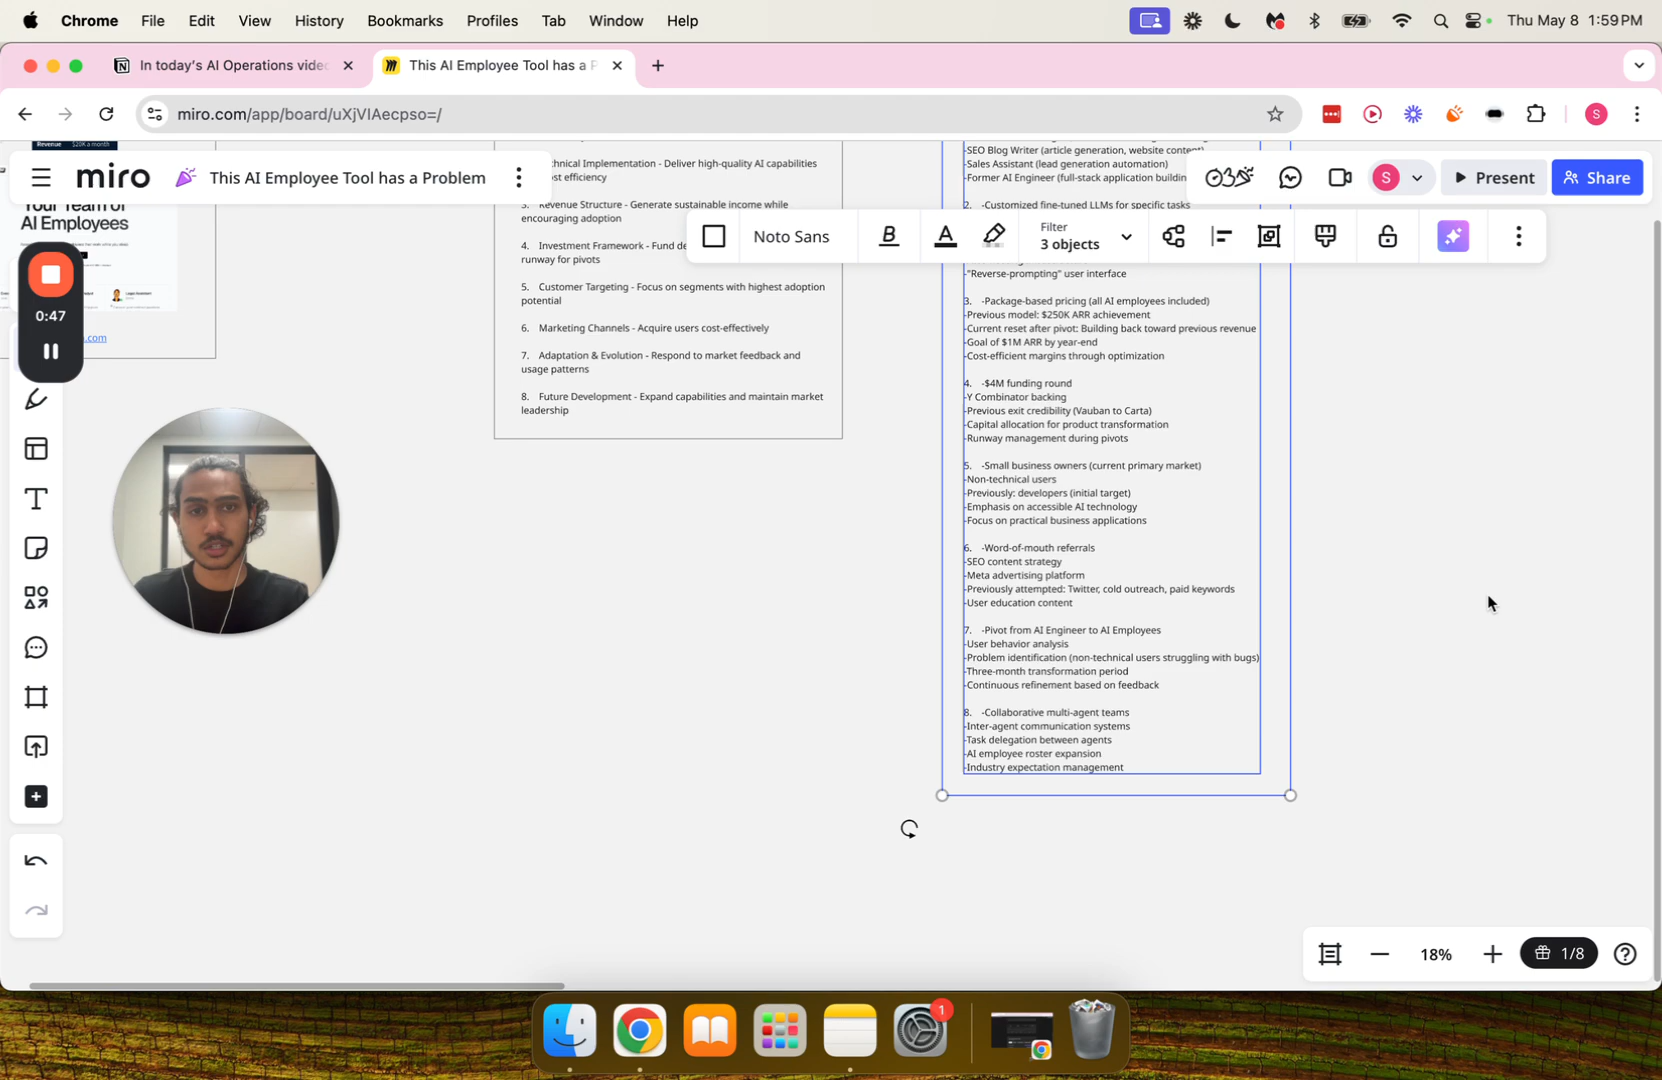 Chrome File Edit View History Bookmarks Profiles Tab Window Help
Thu May 8 1:59 PM
In today's AI Operations vide
This AI Employee Tool has a P
miro.com/app/board/uXjVIAecpso=/
S
miro
This AI Employee Tool has a Problem
S
Present
Share
Noto Sans
B
A
Filter
3 objects
Revenue $20K a month
Your Team of
AI Employees
.com
0:47
hnical Implementation - Deliver high-quality AI capabilities
ost efficiency
3. Revenue Structure - Generate sustainable income while
encouraging adoption
4. Investment Framework - Fund de
runway for pivots
5. Customer Targeting - Focus on segments with highest adoption
potential
6. Marketing Channels - Acquire users cost-effectively
7. Adaptation & Evolution - Respond to market feedback and
usage patterns
8. Future Development - Expand capabilities and maintain market
leadership
-SEO Blog Writer (article generation, website content)
-Sales Assistant (lead generation automation)
-Former AI Engineer (full-stack application buildin
2. -Customized fine-tuned LLMs for specific tasks
-"Reverse-prompting" user interface
3. -Package-based pricing (all AI employees included)
-Previous model: $250K ARR achievement
-Current reset after pivot: Building back toward previous revenue
-Goal of $1M ARR by year-end
-Cost-efficient margins through optimization
4. -$4M funding round
-Y Combinator backing
-Previous exit credibility (Vauban to Carta)
-Capital allocation for product transformation
-Runway management during pivots
5. -Small business owners (current primary market)
-Non-technical users
-Previously: developers (initial target)
-Emphasis on accessible AI technology
-Focus on practical business applications
6. -Word-of-mouth referrals
-SEO content strategy
-Meta advertising platform
-Previously attempted: Twitter, cold outreach, paid keywords
-User education content
7. -Pivot from AI Engineer to AI Employees
-User behavior analysis
-Problem identification (non-technical users struggling with bugs)
-Three-month transformation period
-Continuous refinement based on feedback
8. -Collaborative multi-agent teams
-Inter-agent communication systems
-Task delegation between agents
-AI employee roster expansion
-Industry expectation management
18%
1/8
1